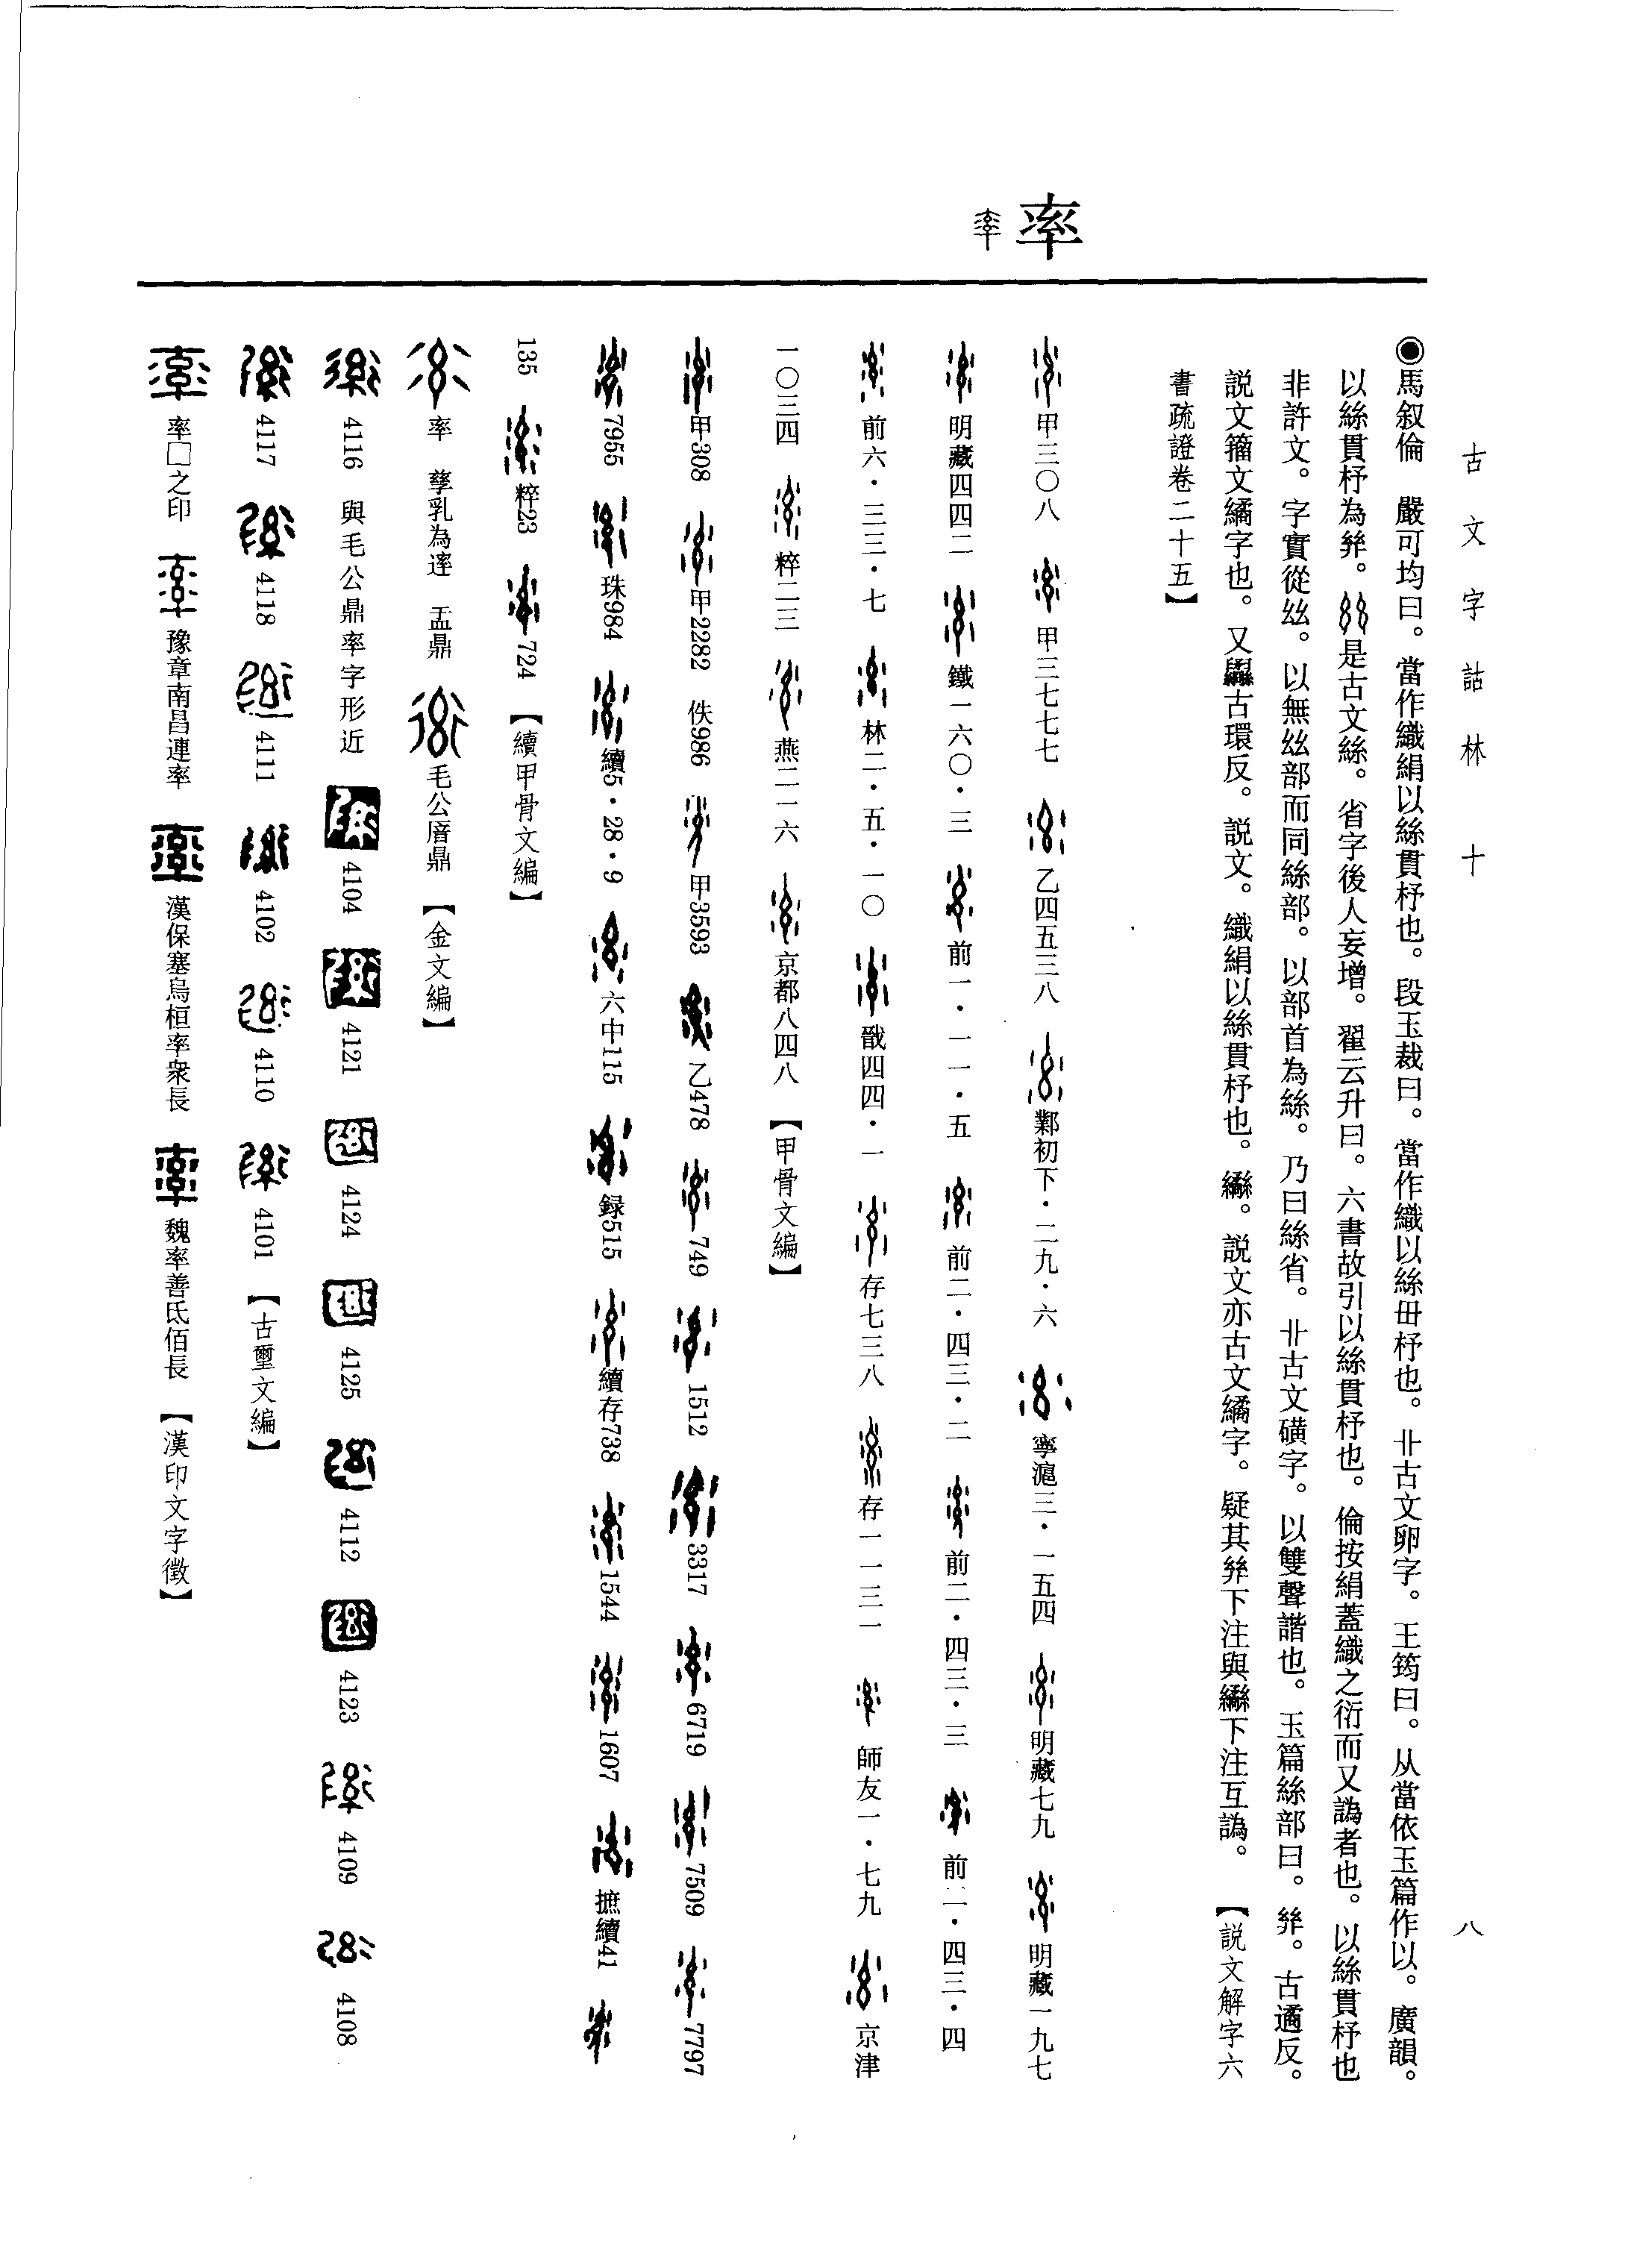 古文字詁林 十
八
率
◉馬叙倫 嚴可均曰。當作織絹以絲貫杼也。段玉裁曰。當作織以絲毌杼也。卝古文卵字。王筠曰。从當依玉篇作以。廣韻。
以絲貫杼為𢇇。是古文絲。省字後人妄增。翟云升曰。六書故引以絲貫杼也。倫按絹蓋織之衍而又譌者也。以絲貫杼也
非許文。字實從𢆶。以無𢆶部而同絲部。以部首為絲。乃曰絲省。卝古文磺字。以雙聲諧也。玉篇絲部曰。𢇇。古遹反。
説文籀文繘字也。又古環反。説文。織絹以絲貫杼也。説文亦古文繘字。疑其𢇇下注與下注互譌。 【説文解字六
書疏證卷二十五】
甲三〇八 甲三七七七 乙四五三八 鄴初下·二九·六 寧滬三·一五四 明藏七九 明藏一九七
明藏四四二 鐵一六〇·三 前一·一一·五 前二·四三·二 前二·四三·三 前二·四三·四
前六·三三·七 林二·五·一〇 戩四四·一 存七三八 存一一三一 師友一·七九 京津
一〇三四 粹二三 燕二一六 京都八四八 【甲骨文編】
甲308 甲2282 佚986 甲3593 乙478 749 1512 3317 6719 7509 7797
7955 珠984 續5·28·9 六中115 録515 續存738 1544 1607 摭續41
135 粹23 724 【續甲骨文編】
率 孳乳為䢦 盂鼎 毛公㢋鼎 【金文編】
4116 與毛公鼎率字形近 4104 4121 4124 4125 4112 4123 4109 4108
4117 4118 4111 4102 4110 4101 【古璽文編】
率□之印 豫章南昌連率 漢保塞烏桓率衆長 魏率善氐佰長 【漢印文字徵】